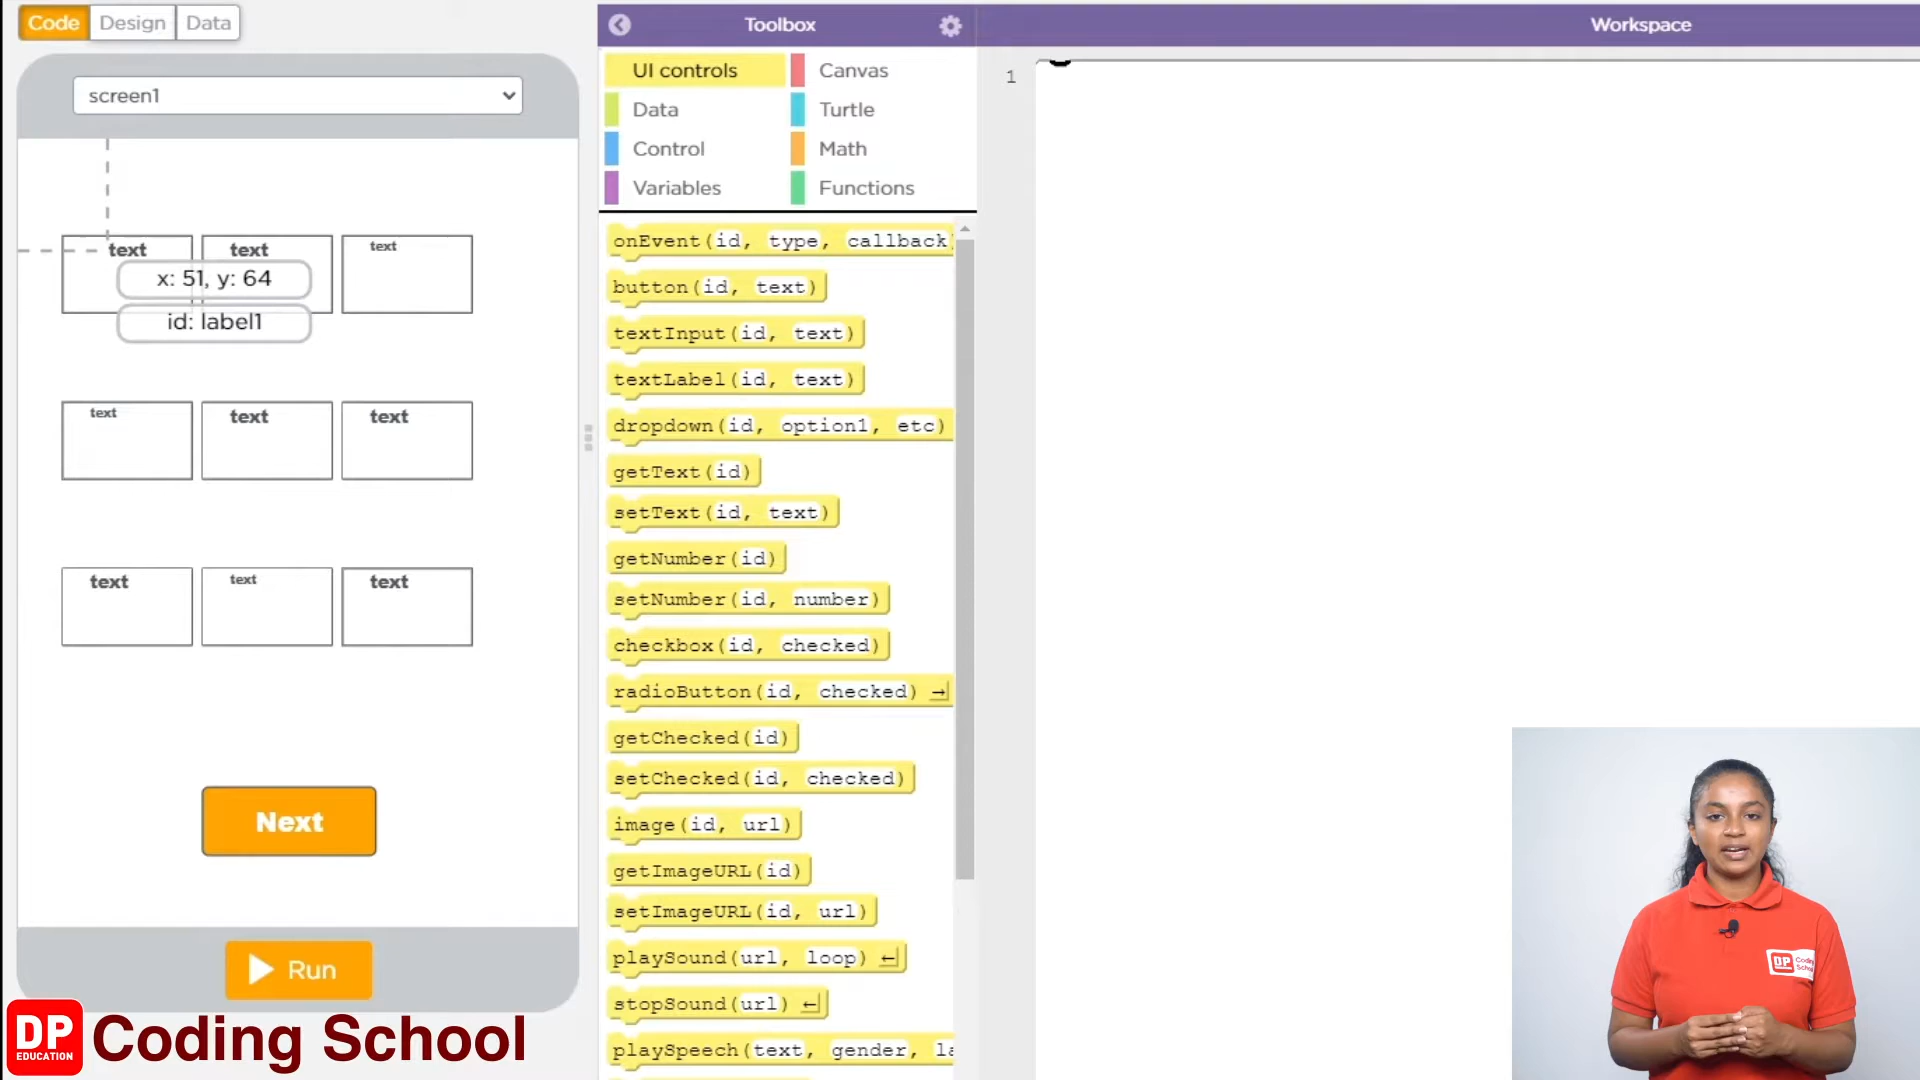 Code Design Data
screen1
text text text
x: 51, y: 64
id: label1
text text text
text text text
Next
Run
DP
EDUCATION
Coding School
Toolbox
UI controls Canvas
Data Turtle
Control Math
Variables Functions
onEvent(id, type, callback)
button(id, text)
textInput(id, text)
textLabel(id, text)
dropdown(id, option1, etc)
getText(id)
setText(id, text)
getNumber(id)
setNumber(id, number)
checkbox(id, checked)
radioButton(id, checked) →
getChecked(id)
setChecked(id, checked)
image(id, url)
getImageURL(id)
setImageURL(id, url)
playSound(url, loop) ←
stopSound(url) ←
playSpeech(text, gender, la
Workspace
1
DP Coding